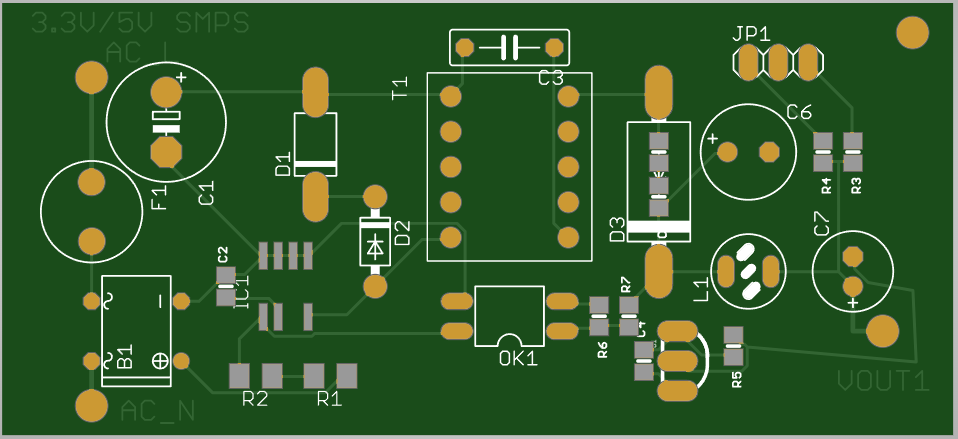 3.3V/5V SMPS
AC_L
JP1
C3
T1
C6
D1
R4
R3
F1
C1
D3
C7
D2
C2
IC1
L1
R7
C4
B1
OK1
R6
R5
R2
R1
VOUT1
AC_N